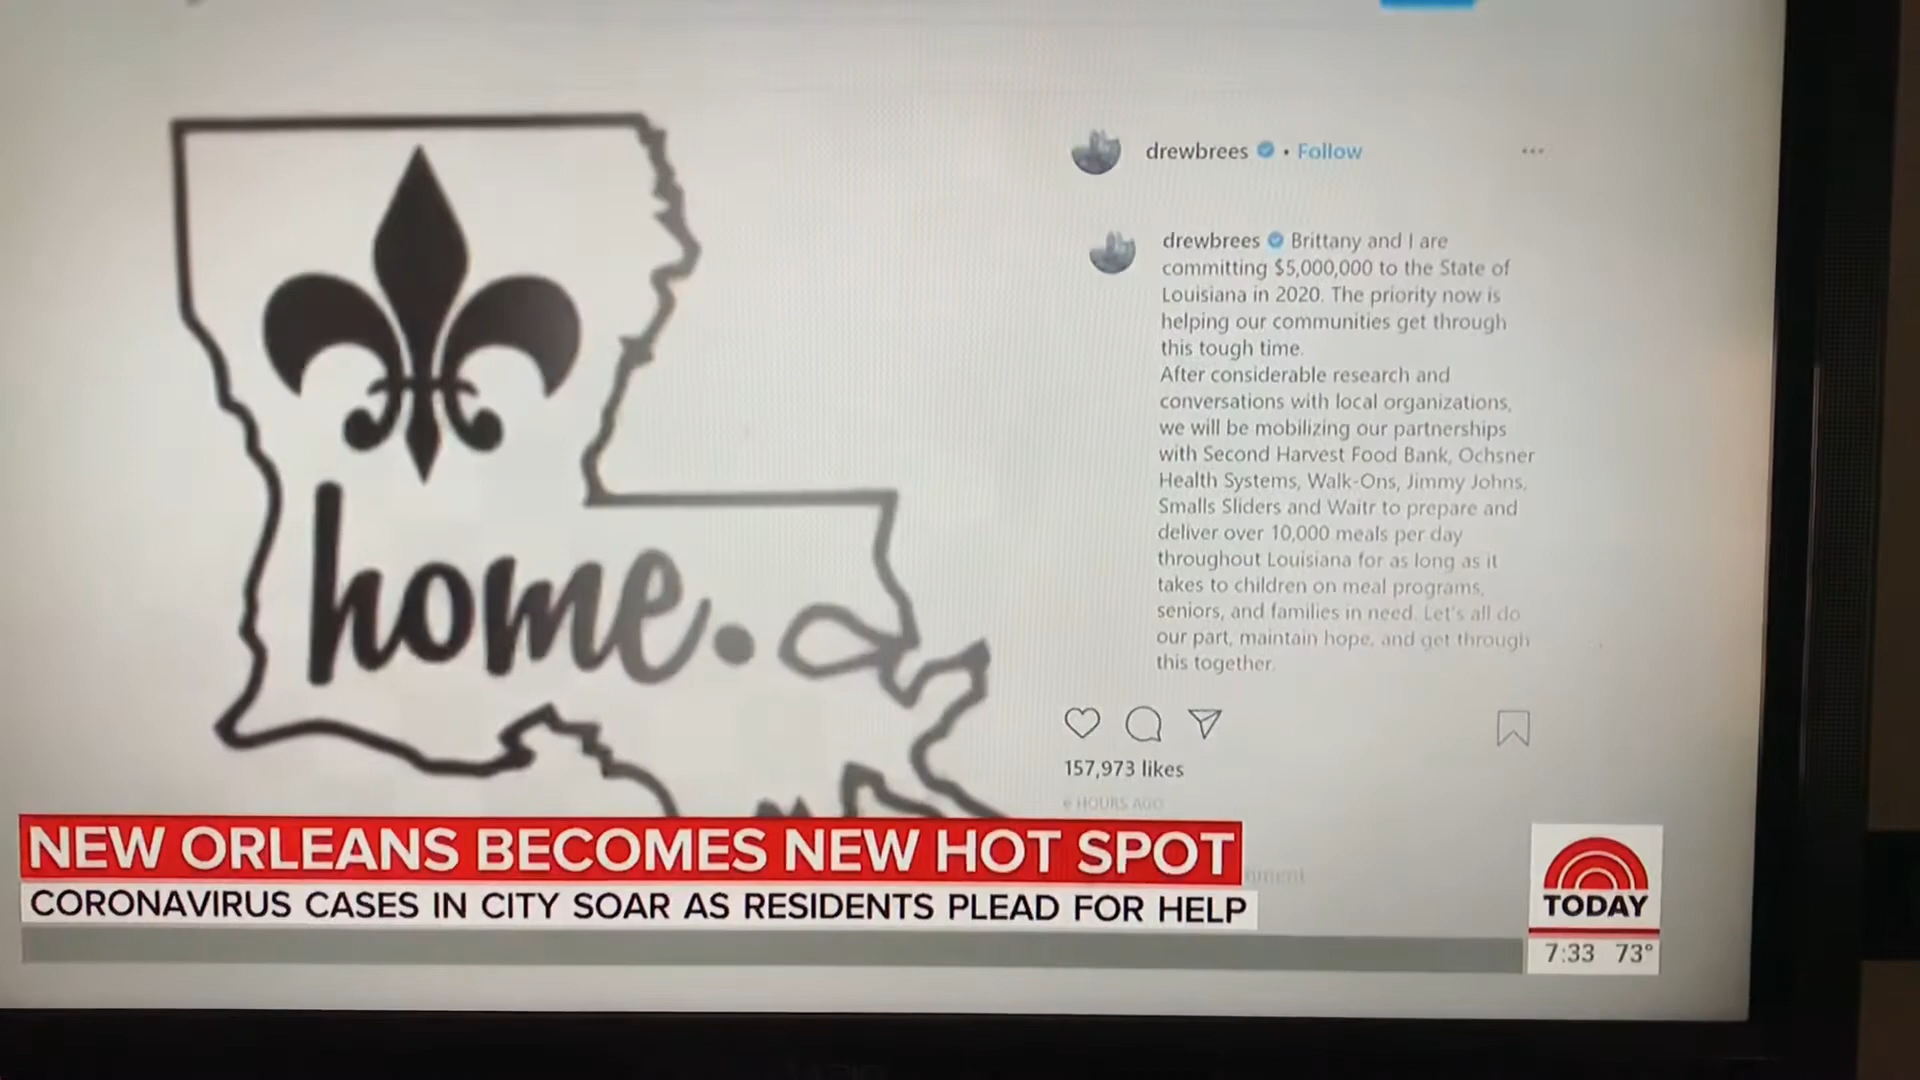 home.
drewbrees • Follow
drewbrees Brittany and I are
committing $5,000,000 to the State of
Louisiana in 2020. The priority now is
helping our communities get through
this tough time.
After considerable research and
conversations with local organizations,
we will be mobilizing our partnerships
with Second Harvest Food Bank, Ochsner
Health Systems, Walk-Ons, Jimmy Johns,
Smalls Sliders and Waitr to prepare and
deliver over 10,000 meals per day
throughout Louisiana for as long as it
takes to children on meal programs,
seniors, and families in need. Let's all do
our part, maintain hope, and get through
this together.
157,973 likes
6 HOURS AGO
NEW ORLEANS BECOMES NEW HOT SPOT
CORONAVIRUS CASES IN CITY SOAR AS RESIDENTS PLEAD FOR HELP
TODAY
7:33 73°